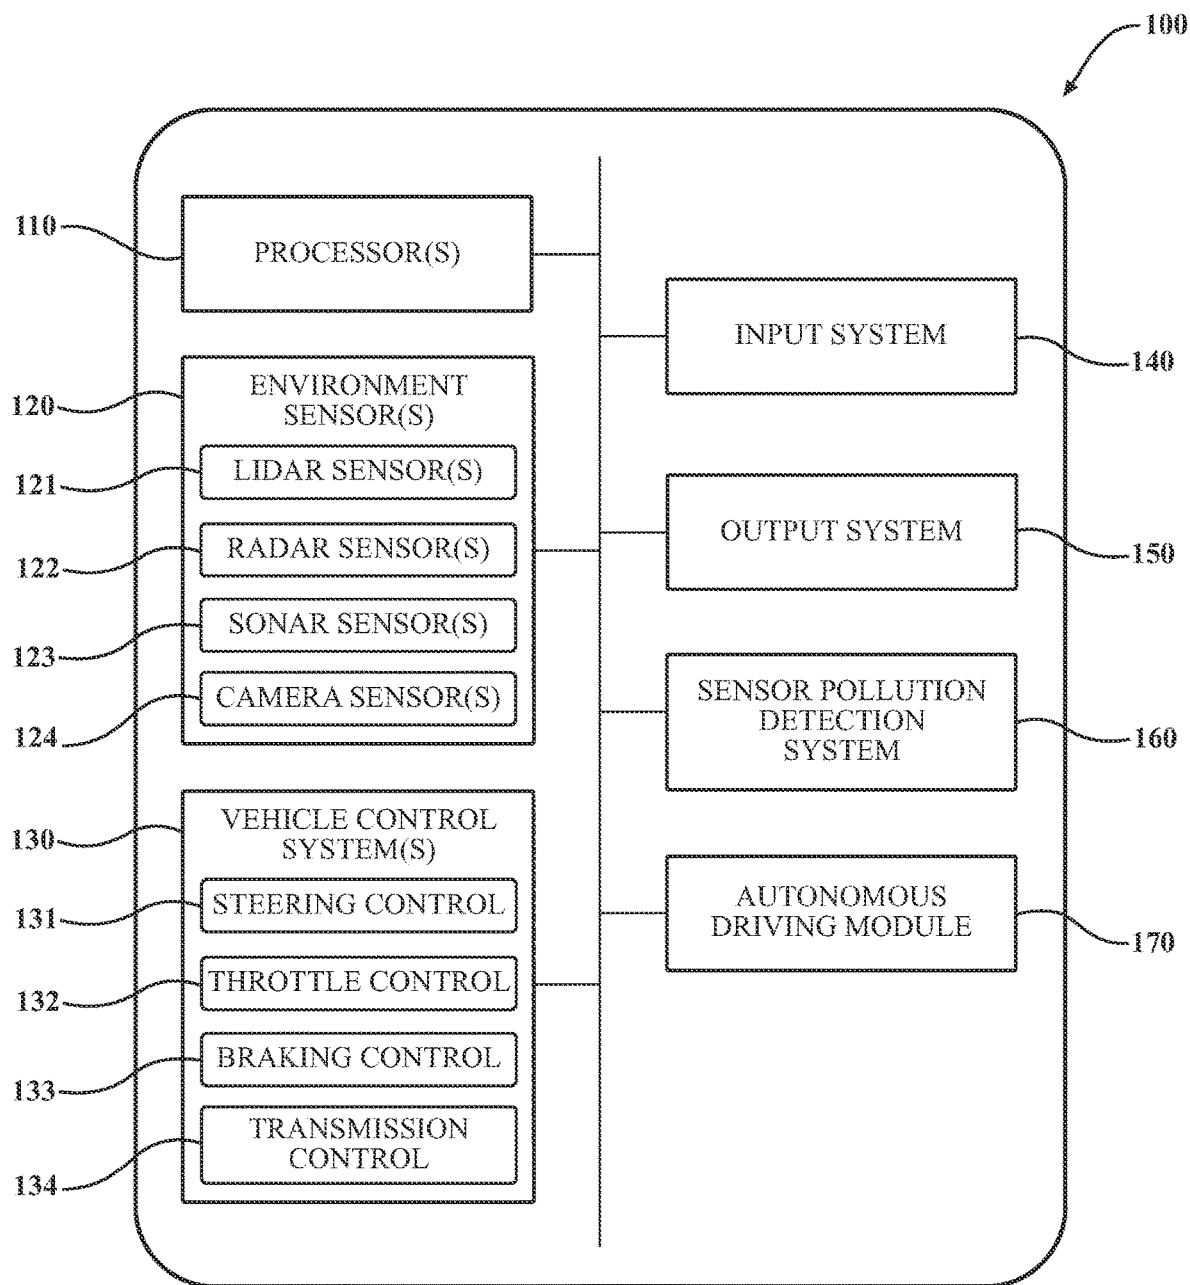 100
110
PROCESSOR(S)
120
ENVIRONMENT
SENSOR(S)
121
LIDAR SENSOR(S)
122
RADAR SENSOR(S)
123
SONAR SENSOR(S)
124
CAMERA SENSOR(S)
130
VEHICLE CONTROL
SYSTEM(S)
131
STEERING CONTROL
132
THROTTLE CONTROL
133
BRAKING CONTROL
134
TRANSMISSION
CONTROL
INPUT SYSTEM
140
OUTPUT SYSTEM
150
SENSOR POLLUTION
DETECTION
SYSTEM
160
AUTONOMOUS
DRIVING MODULE
170